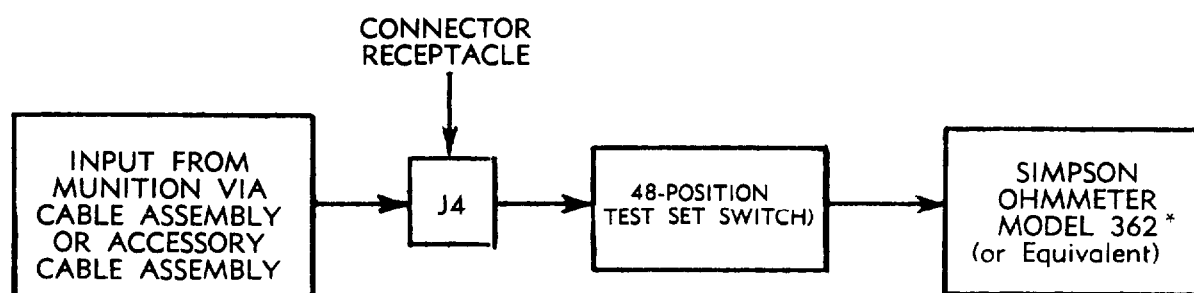 CONNECTOR
RECEPTACLE
INPUT FROM
MUNITION VIA
CABLE ASSEMBLY
OR ACCESSORY
CABLE ASSEMBLY
J4
48-POSITION
TEST SET SWITCH)
SIMPSON
OHMMETER
MODEL 362*
(or Equivalent)